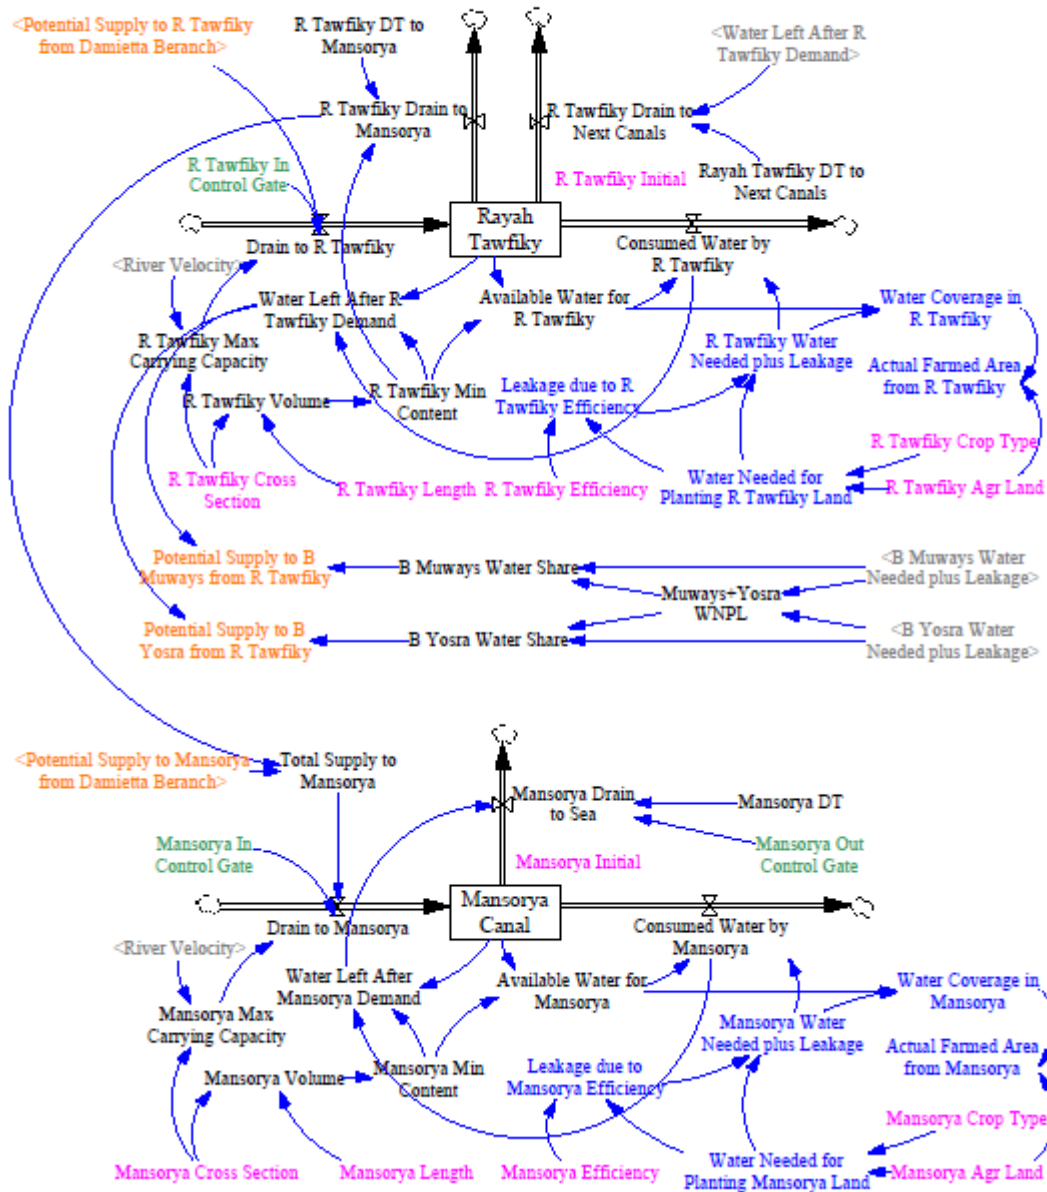 <Potential Supply to R Tawfiky
from Damietta Beranch>
R Tawfiky DT to
Mansorya
<Water Left After R
Tawfiky Demand>
R Tawfiky Drain to
Mansorya
R Tawfiky Drain to
Next Canals
R Tawfiky In
Control Gate
R Tawfiky Initial
Rayah Tawfiky DT to
Next Canals
Rayah
Tawfiky
Drain to R Tawfiky
Consumed Water by
R Tawfiky
<River Velocity>
Water Left After R
Tawfiky Demand
Available Water for
R Tawfiky
Water Coverage in
R Tawfiky
R Tawfiky Max
Carrying Capacity
R Tawfiky Water
Needed plus Leakage
Actual Farmed Area
from R Tawfiky
R Tawfiky Volume
R Tawfiky Min
Content
Leakage due to R
Tawfiky Efficiency
R Tawfiky Crop Type
R Tawfiky Cross
Section
R Tawfiky Length
R Tawfiky Efficiency
Water Needed for
Planting R Tawfiky Land
R Tawfiky Agr Land
Potential Supply to B
Muways from R Tawfiky
B Muways Water Share
<B Muways Water
Needed plus Leakage>
Muways+Yosra
WNPL
Potential Supply to B
Yosra from R Tawfiky
B Yosra Water Share
<B Yosra Water
Needed plus Leakage>
<Potential Supply to Mansorya
from Damietta Beranch>
Total Supply to
Mansorya
Mansorya Drain
to Sea
Mansorya DT
Mansorya In
Control Gate
Mansorya Initial
Mansorya Out
Control Gate
Mansorya
Canal
Drain to Mansorya
Consumed Water by
Mansorya
<River Velocity>
Water Left After
Mansorya Demand
Available Water for
Mansorya
Water Coverage in
Mansorya
Mansorya Max
Carrying Capacity
Mansorya Water
Needed plus Leakage
Actual Farmed Area
from Mansorya
Mansorya Volume
Mansorya Min
Content
Leakage due to
Mansorya Efficiency
Mansorya Crop Type
Mansorya Cross Section
Mansorya Length
Mansorya Efficiency
Water Needed for
Planting Mansorya Land
Mansorya Agr Land